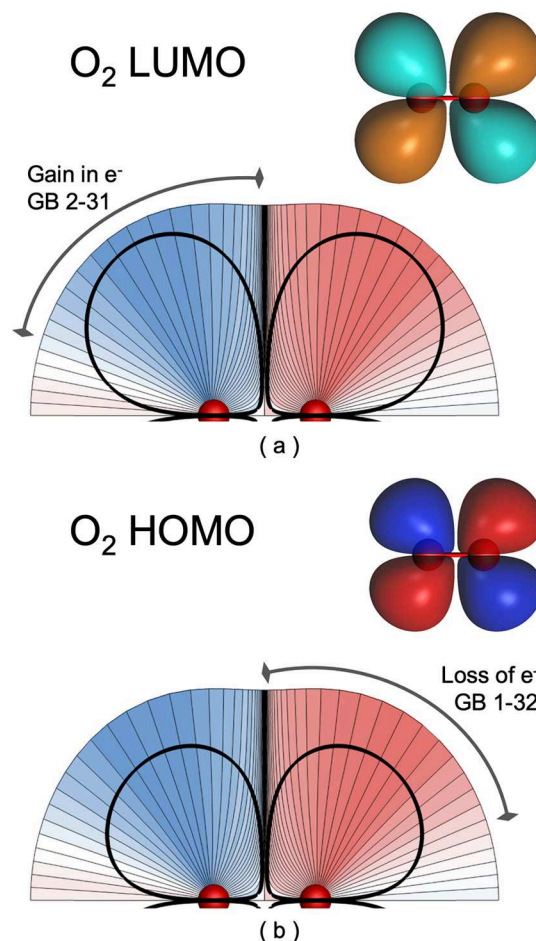 O₂ LUMO
Gain in e⁻
GB 2-31
( a )
O₂ HOMO
Loss of e⁻
GB 1-32
( b )